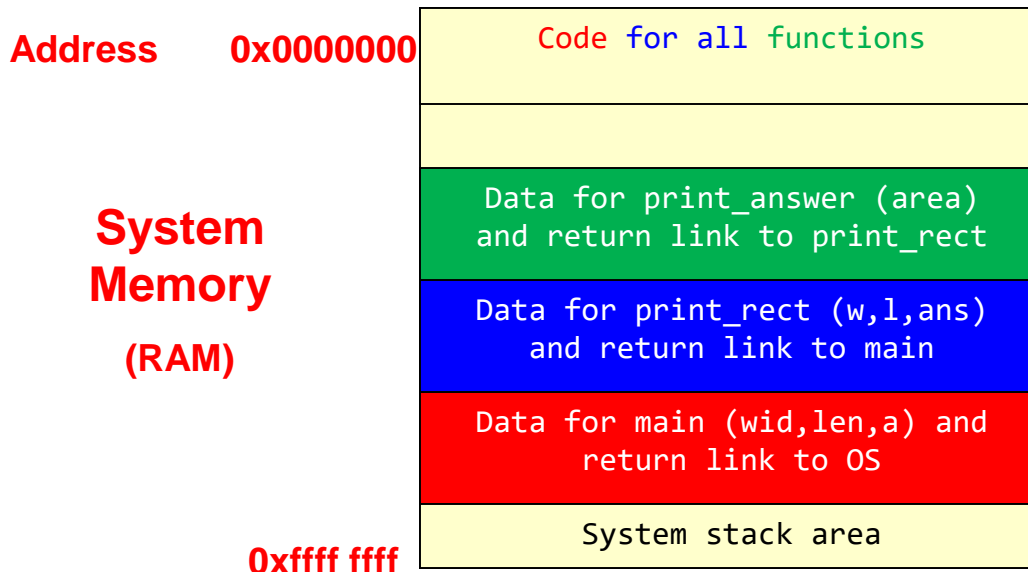 Address 0x0000000
Code for all functions
Data for print_answer (area)
and return link to print_rect
System
Memory
(RAM)
Data for print_rect (w,l,ans)
and return link to main
Data for main (wid,len,a) and
return link to OS
System stack area
0xffff ffff